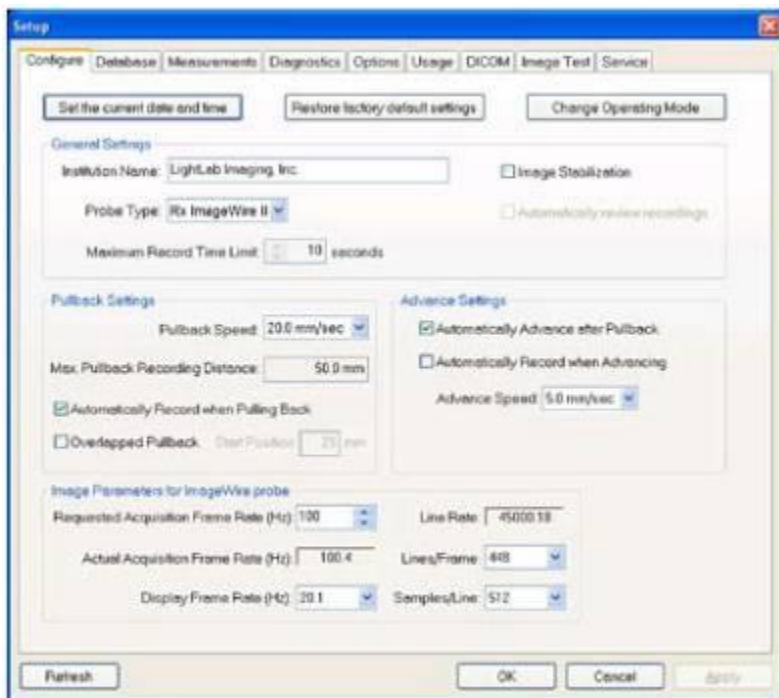 Setup
Configure Database Measurements Diagnostics Options Usage DICOM Image Test Service
Set the current date and time Restore factory default settings Change Operating Mode
General Settings
Institution Name: LightLab Imaging, Inc. Image Stabilization
Probe Type: Rx ImageWire II Automatically review recordings
Maximum Record Time Limit: 10 seconds
Pullback Settings Advance Settings
Pullback Speed: 20.0 mm/sec Automatically Advance after Pullback
Max. Pullback Recording Distance: 50.0 mm Automatically Record when Advancing
Automatically Record when Pulling Back Advance Speed: 5.0 mm/sec
Overlapped Pullback Start Position: 25 mm
Image Parameters for ImageWire probe
Requested Acquisition Frame Rate (Hz): 100 Line Rate: 45000.18
Actual Acquisition Frame Rate (Hz): 100.4 Lines/Frame: 448
Display Frame Rate (Hz): 20.1 Samples/Line: 512
Refresh OK Cancel Apply